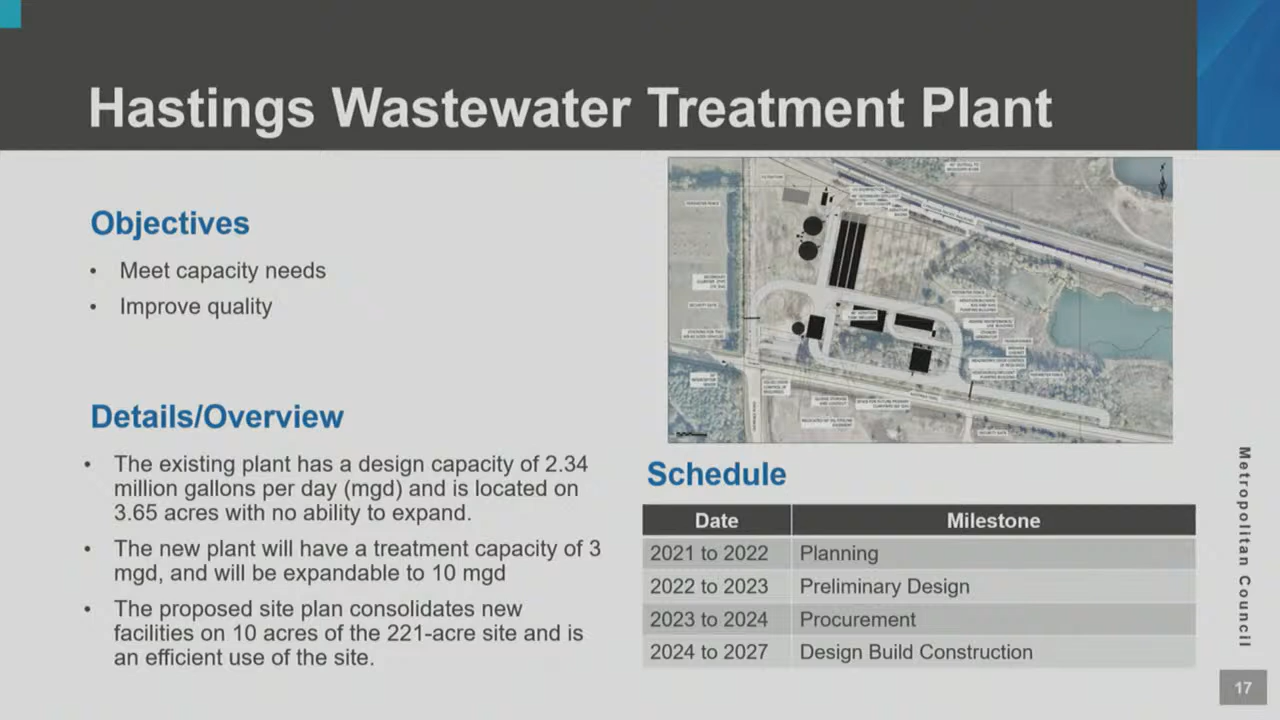 Hastings Wastewater Treatment Plant
Objectives
• Meet capacity needs
• Improve quality
Details/Overview
• The existing plant has a design capacity of 2.34
million gallons per day (mgd) and is located on
3.65 acres with no ability to expand.
• The new plant will have a treatment capacity of 3
mgd, and will be expandable to 10 mgd
• The proposed site plan consolidates new
facilities on 10 acres of the 221-acre site and is
an efficient use of the site.
Schedule
Date Milestone
2021 to 2022 Planning
2022 to 2023 Preliminary Design
2023 to 2024 Procurement
2024 to 2027 Design Build Construction
Metropolitan Council
17